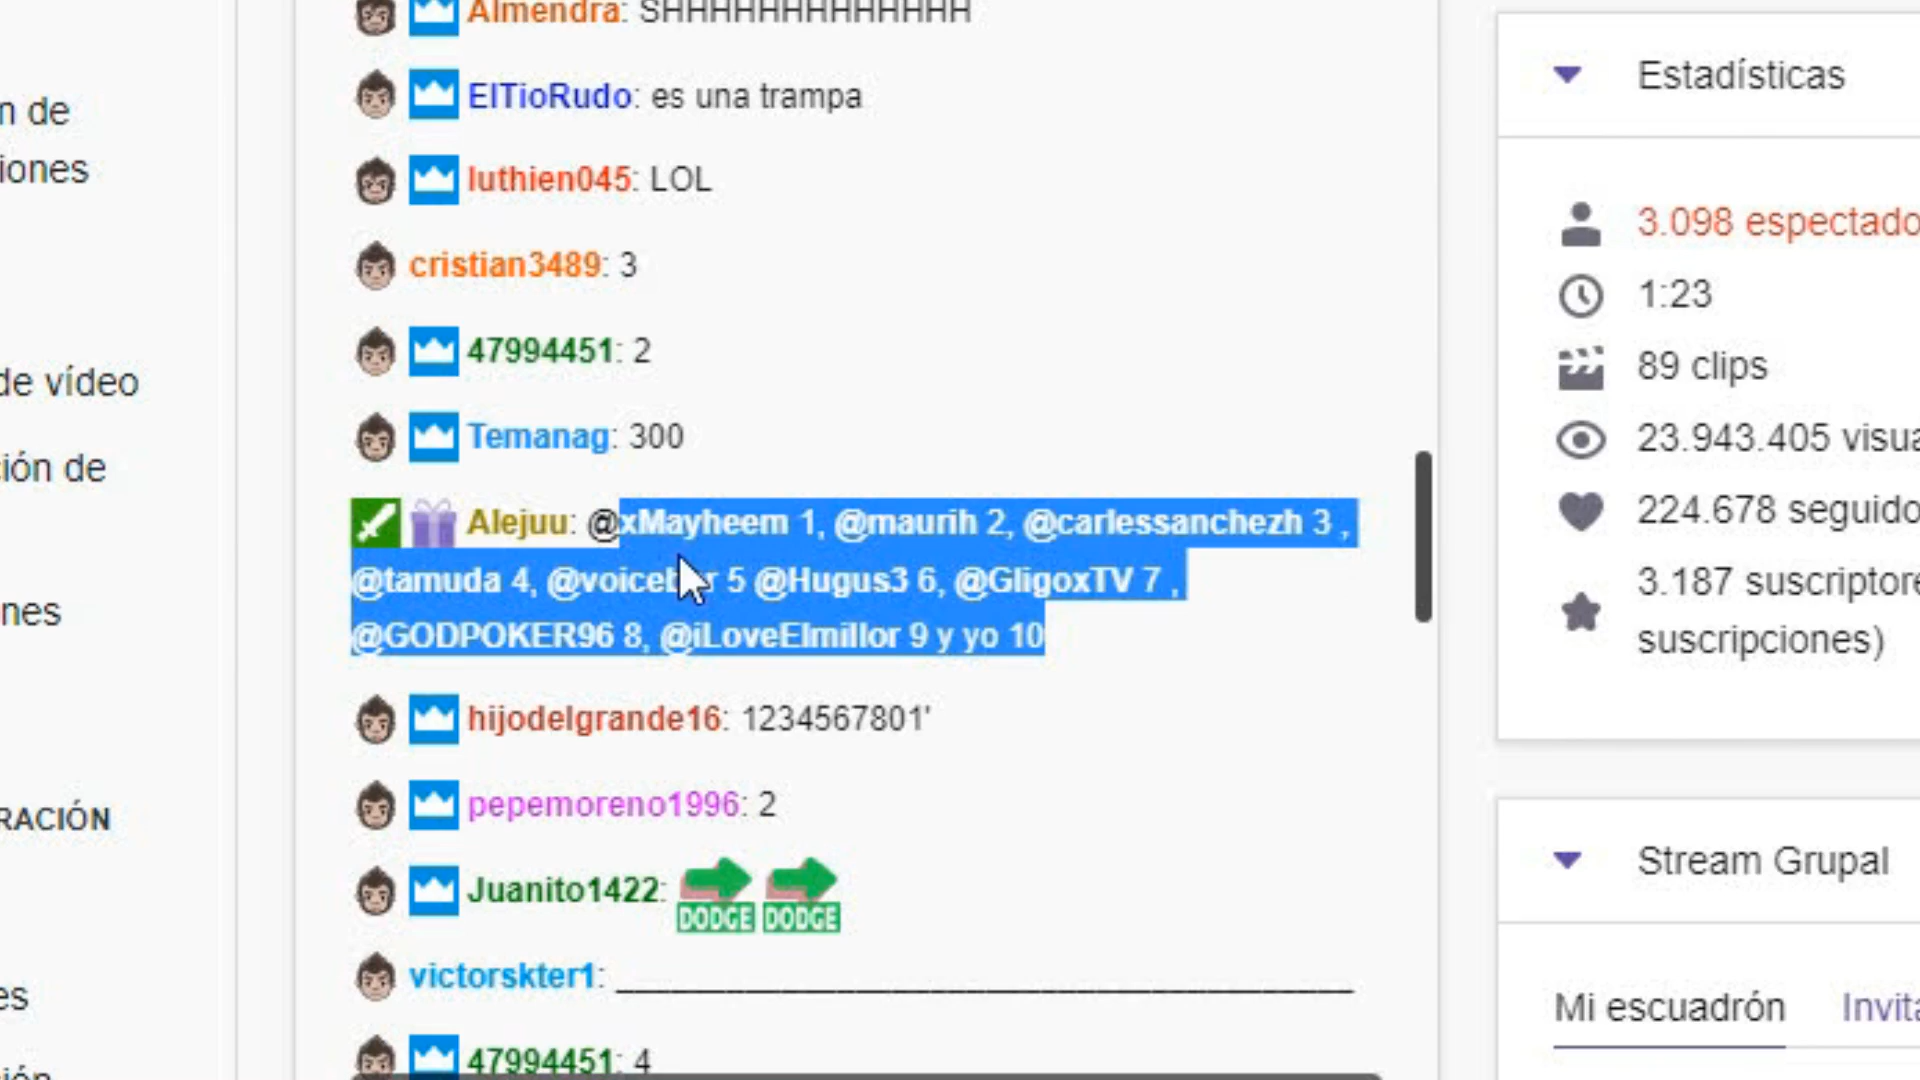 Almendra: SHHHHHHHHHHHHH
ElTioRudo: es una trampa
luthien045: LOL
cristian3489: 3
47994451: 2
Temanag: 300
Alejuu: @xMayheem 1, @maurih 2, @carlessanchezh 3 ,
@tamuda 4, 5 @Hugus3 6, @GligoxTV 7 ,
@GODPOKER96 8, @iLoveElmillor 9 y yo 10
hijodelgrande16: 1234567801'
pepemoreno1996: 2
Juanito1422: DODGE DODGE
victorskter1: ________________________________________
47994451: 4
n de
iones
de vídeo
ión de
nes
RACIÓN
es
ión
Estadísticas
3.098 espectado
1:23
89 clips
23.943.405 visua
224.678 seguido
3.187 suscriptore
suscripciones)
Stream Grupal
Mi escuadrón Invita